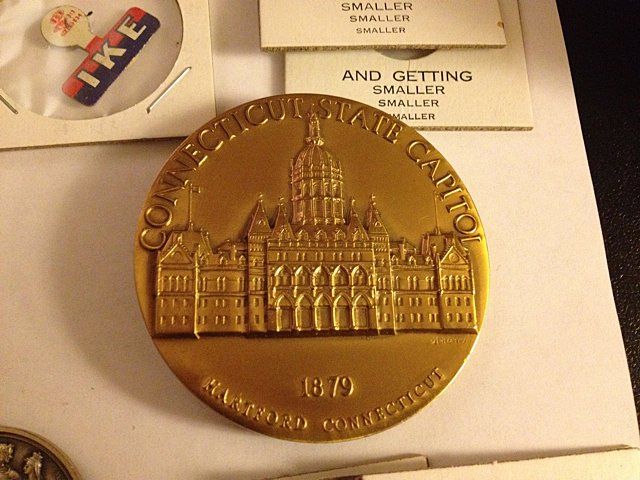 IKE
SMALLER
SMALLER
SMALLER
AND GETTING
SMALLER
SMALLER
SMALLER
CONNECTICUT STATE CAPITOL
1879
HARTFORD CONNECTICUT